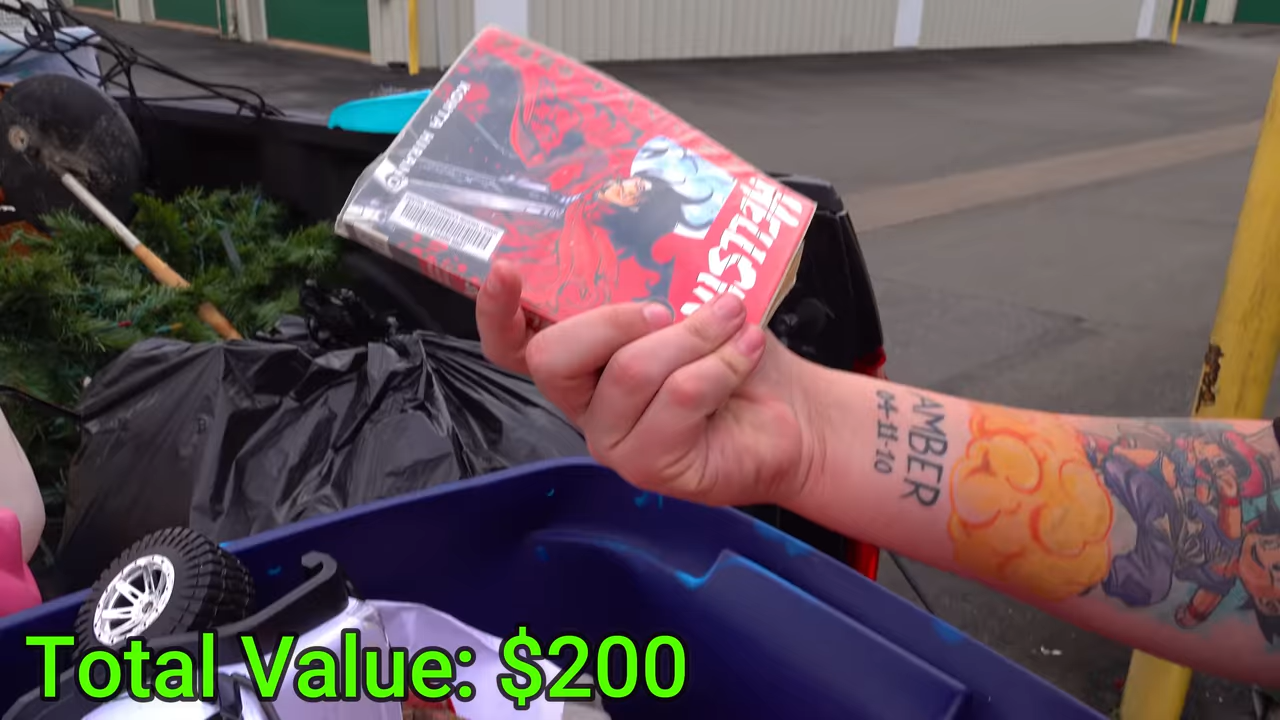 KOHTA HIRANO
HELLSING
AMBER
04-11-10
Total Value: $200